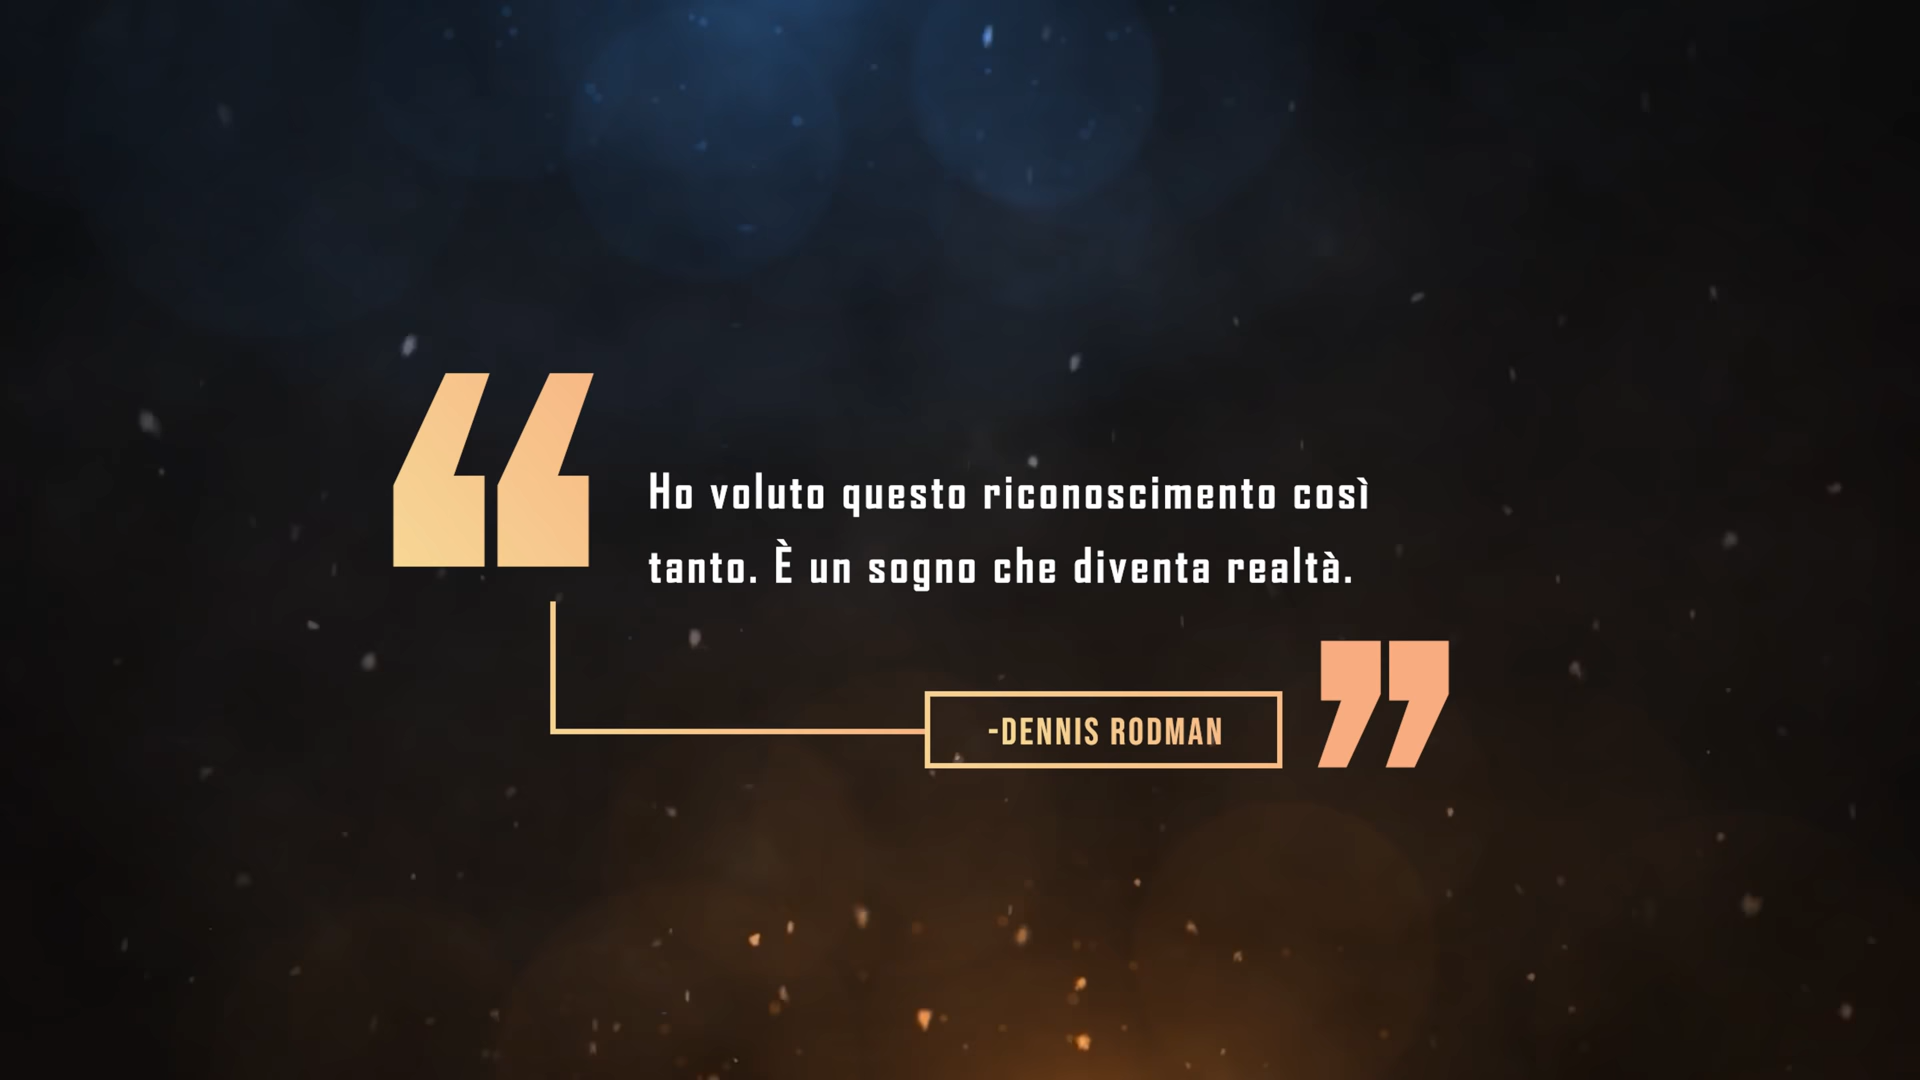 Ho voluto questo riconoscimento così
tanto. È un sogno che diventa realtà.
-DENNIS RODMAN